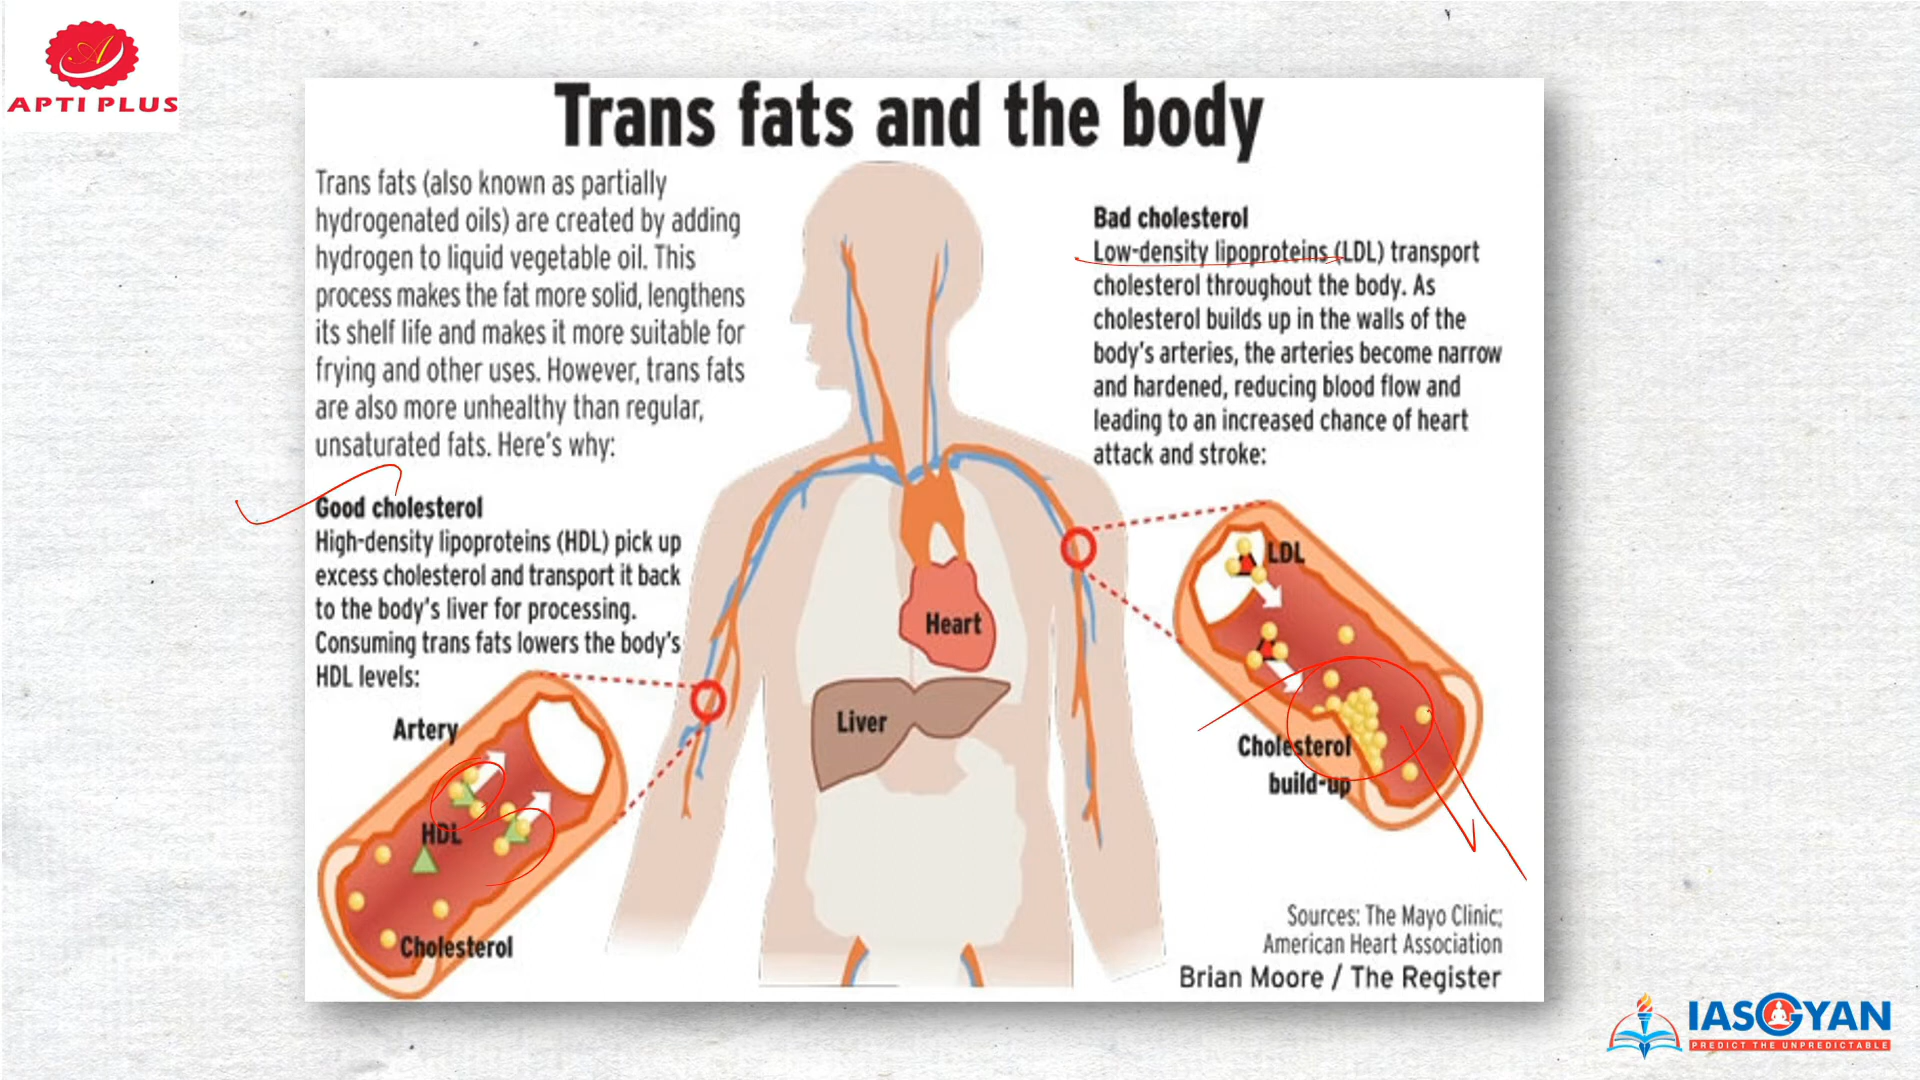 A
APTI PLUS
Trans fats and the body
Trans fats (also known as partially
hydrogenated oils) are created by adding
hydrogen to liquid vegetable oil. This
process makes the fat more solid, lengthens
its shelf life and makes it more suitable for
frying and other uses. However, trans fats
are also more unhealthy than regular,
unsaturated fats. Here's why:
Good cholesterol
High-density lipoproteins (HDL) pick up
excess cholesterol and transport it back
to the body's liver for processing.
Consuming trans fats lowers the body's
HDL levels:
Artery
HDL
Cholesterol
Heart
Liver
Bad cholesterol
Low-density lipoproteins (LDL) transport
cholesterol throughout the body. As
cholesterol builds up in the walls of the
body's arteries, the arteries become narrow
and hardened, reducing blood flow and
leading to an increased chance of heart
attack and stroke:
LDL
Cholesterol
build-up
Sources: The Mayo Clinic;
American Heart Association
Brian Moore / The Register
IASGYAN
PREDICT THE UNPREDICTABLE